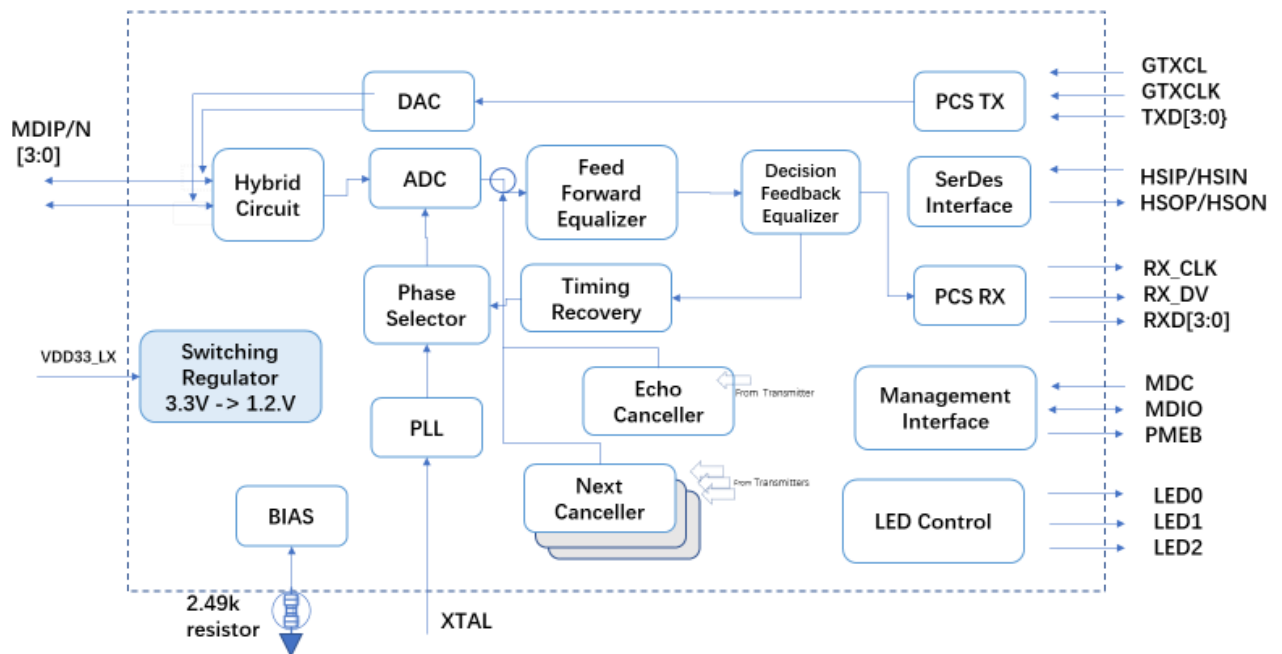 GTXCL
GTXCLK
TXD[3:0}
DAC
PCS TX
MDIP/N
[3:0]
Hybrid
Circuit
ADC
Feed
Forward
Equalizer
Decision
Feedback
Equalizer
SerDes
Interface
HSIP/HSIN
HSOP/HSON
Phase
Selector
Timing
Recovery
PCS RX
RX_CLK
RX_DV
RXD[3:0]
VDD33_LX
Switching
Regulator
3.3V -> 1.2.V
Echo
Canceller
From Transmitter
Management
Interface
MDC
MDIO
PMEB
PLL
Next
Canceller
From Transmitters
BIAS
LED Control
LED0
LED1
LED2
2.49k
resistor
XTAL